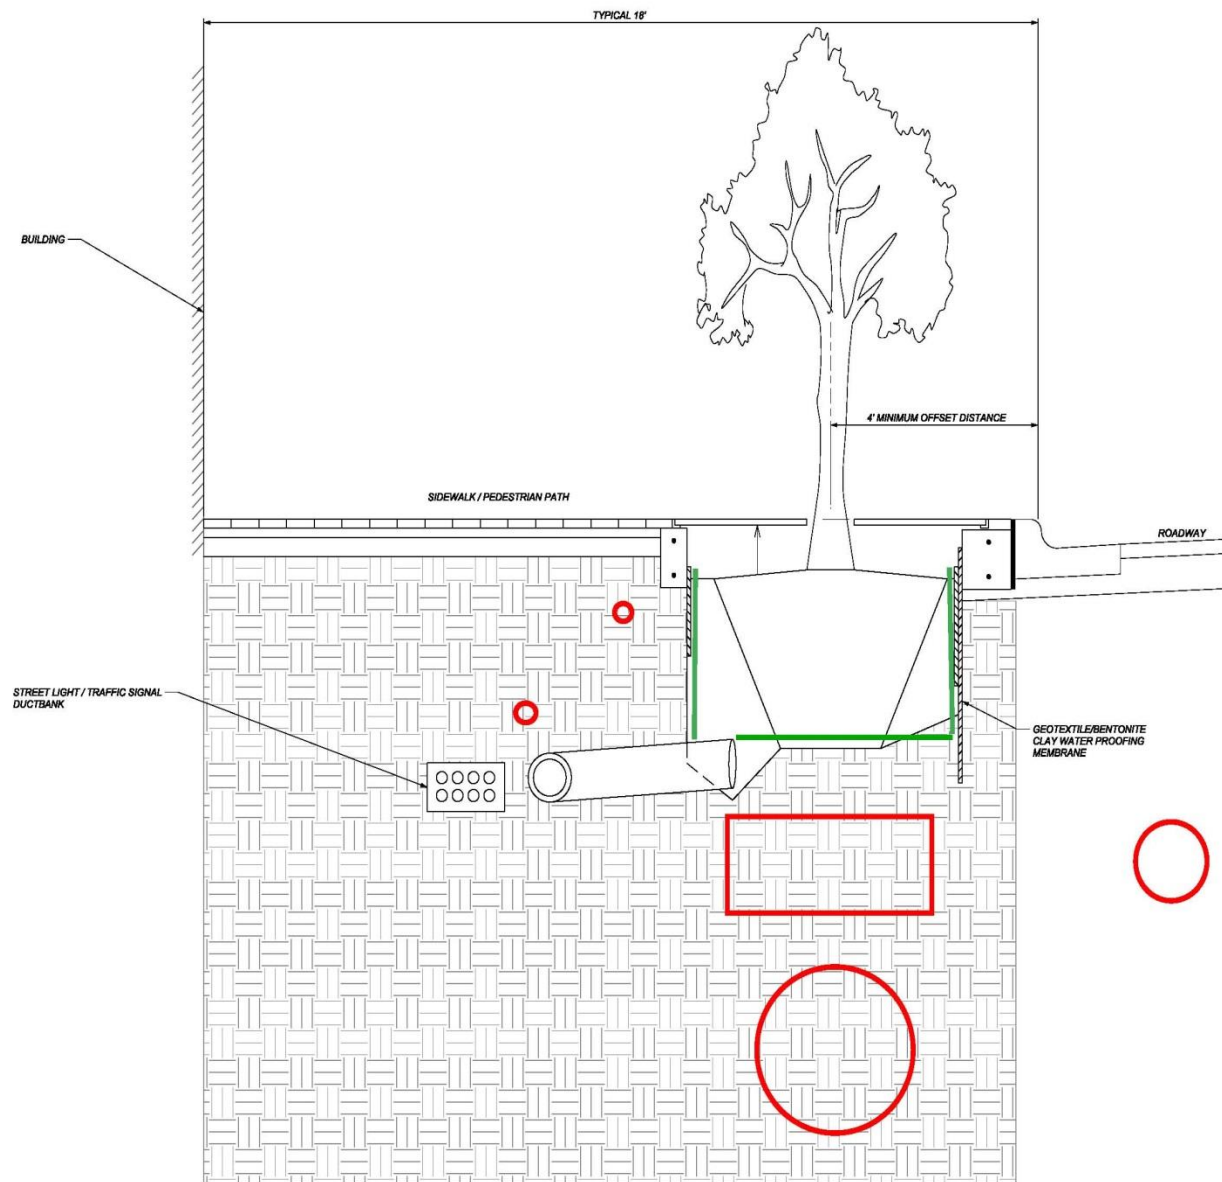 TYPICAL 16'
BUILDING
4' MINIMUM OFFSET DISTANCE
SIDEWALK / PEDESTRIAN PATH
ROADWAY
STREET LIGHT / TRAFFIC SIGNAL
DUCTBANK
GEOTEXTILE/BENTONITE
CLAY WATER PROOFING
MEMBRANE